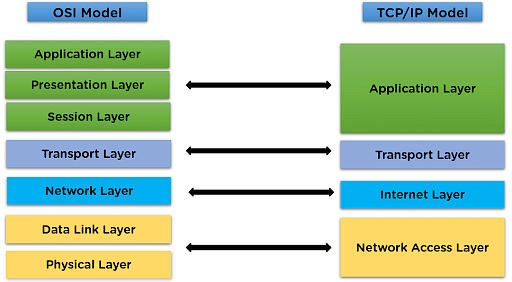 OSI Model
TCP/IP Model
Application Layer
Presentation Layer
Session Layer
Application Layer
Transport Layer
Transport Layer
Network Layer
Internet Layer
Data Link Layer
Physical Layer
Network Access Layer